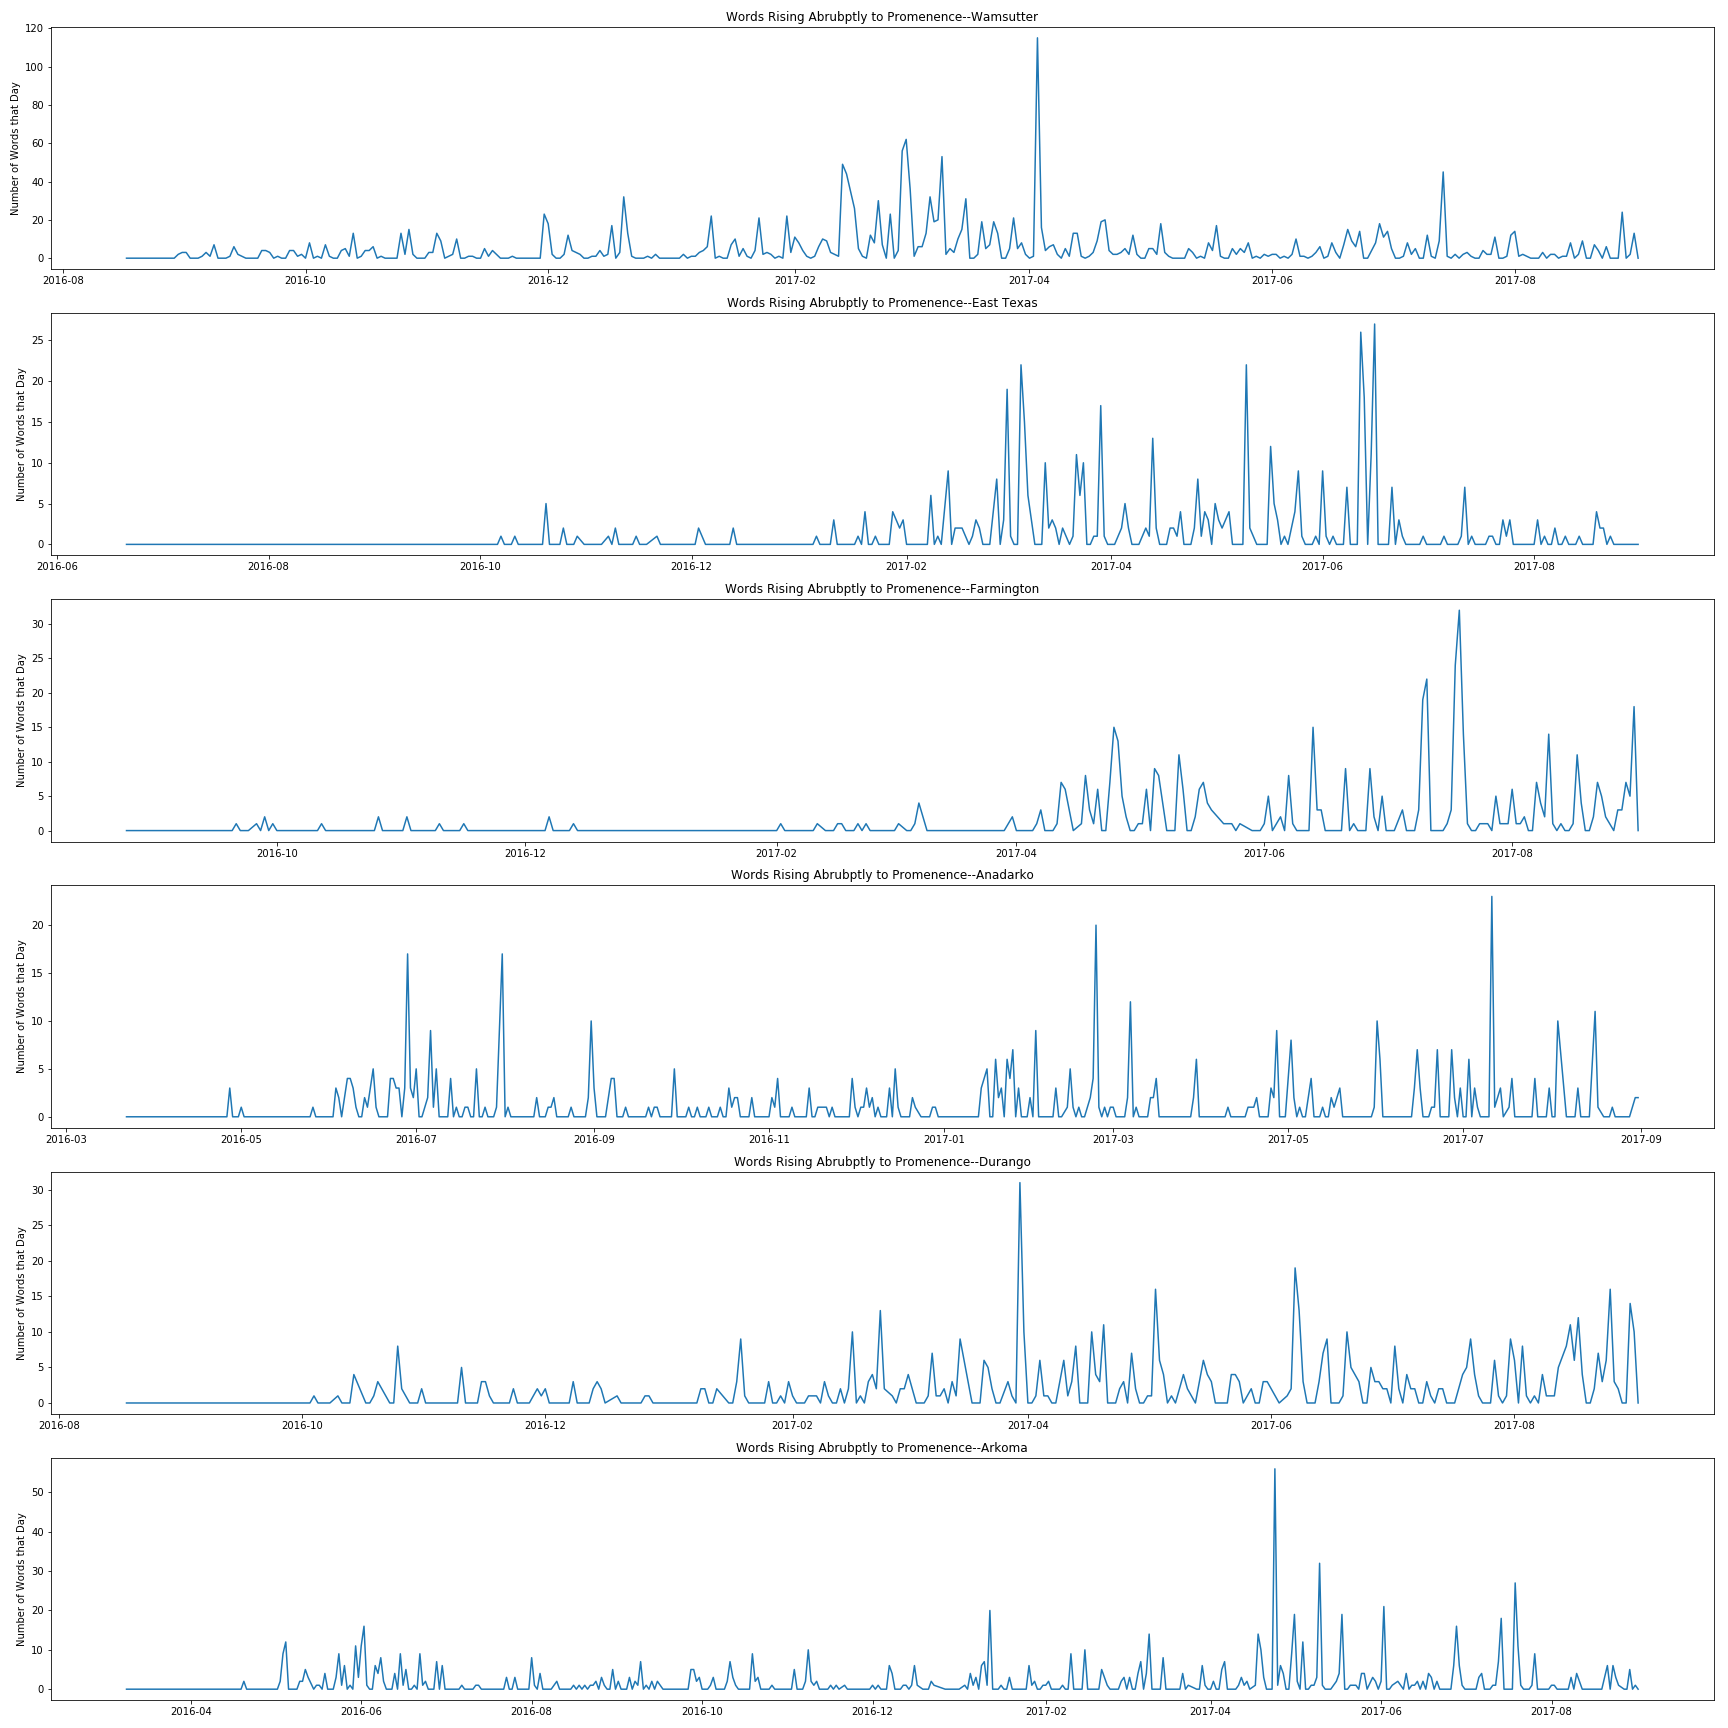 Words Rising Abrubptly to Promenence--Wamsutter
Number of Words that Day
120
100
80
60
40
20
0
2016-08 2016-10 2016-12 2017-02 2017-04 2017-06 2017-08
Words Rising Abrubptly to Promenence--East Texas
Number of Words that Day
25
20
15
10
5
0
2016-06 2016-08 2016-10 2016-12 2017-02 2017-04 2017-06 2017-08
Words Rising Abrubptly to Promenence--Farmington
Number of Words that Day
30
25
20
15
10
5
0
2016-10 2016-12 2017-02 2017-04 2017-06 2017-08
Words Rising Abrubptly to Promenence--Anadarko
Number of Words that Day
20
15
10
5
0
2016-03 2016-05 2016-07 2016-09 2016-11 2017-01 2017-03 2017-05 2017-07 2017-09
Words Rising Abrubptly to Promenence--Durango
Number of Words that Day
30
25
20
15
10
5
0
2016-08 2016-10 2016-12 2017-02 2017-04 2017-06 2017-08
Words Rising Abrubptly to Promenence--Arkoma
Number of Words that Day
50
40
30
20
10
0
2016-04 2016-06 2016-08 2016-10 2016-12 2017-02 2017-04 2017-06 2017-08